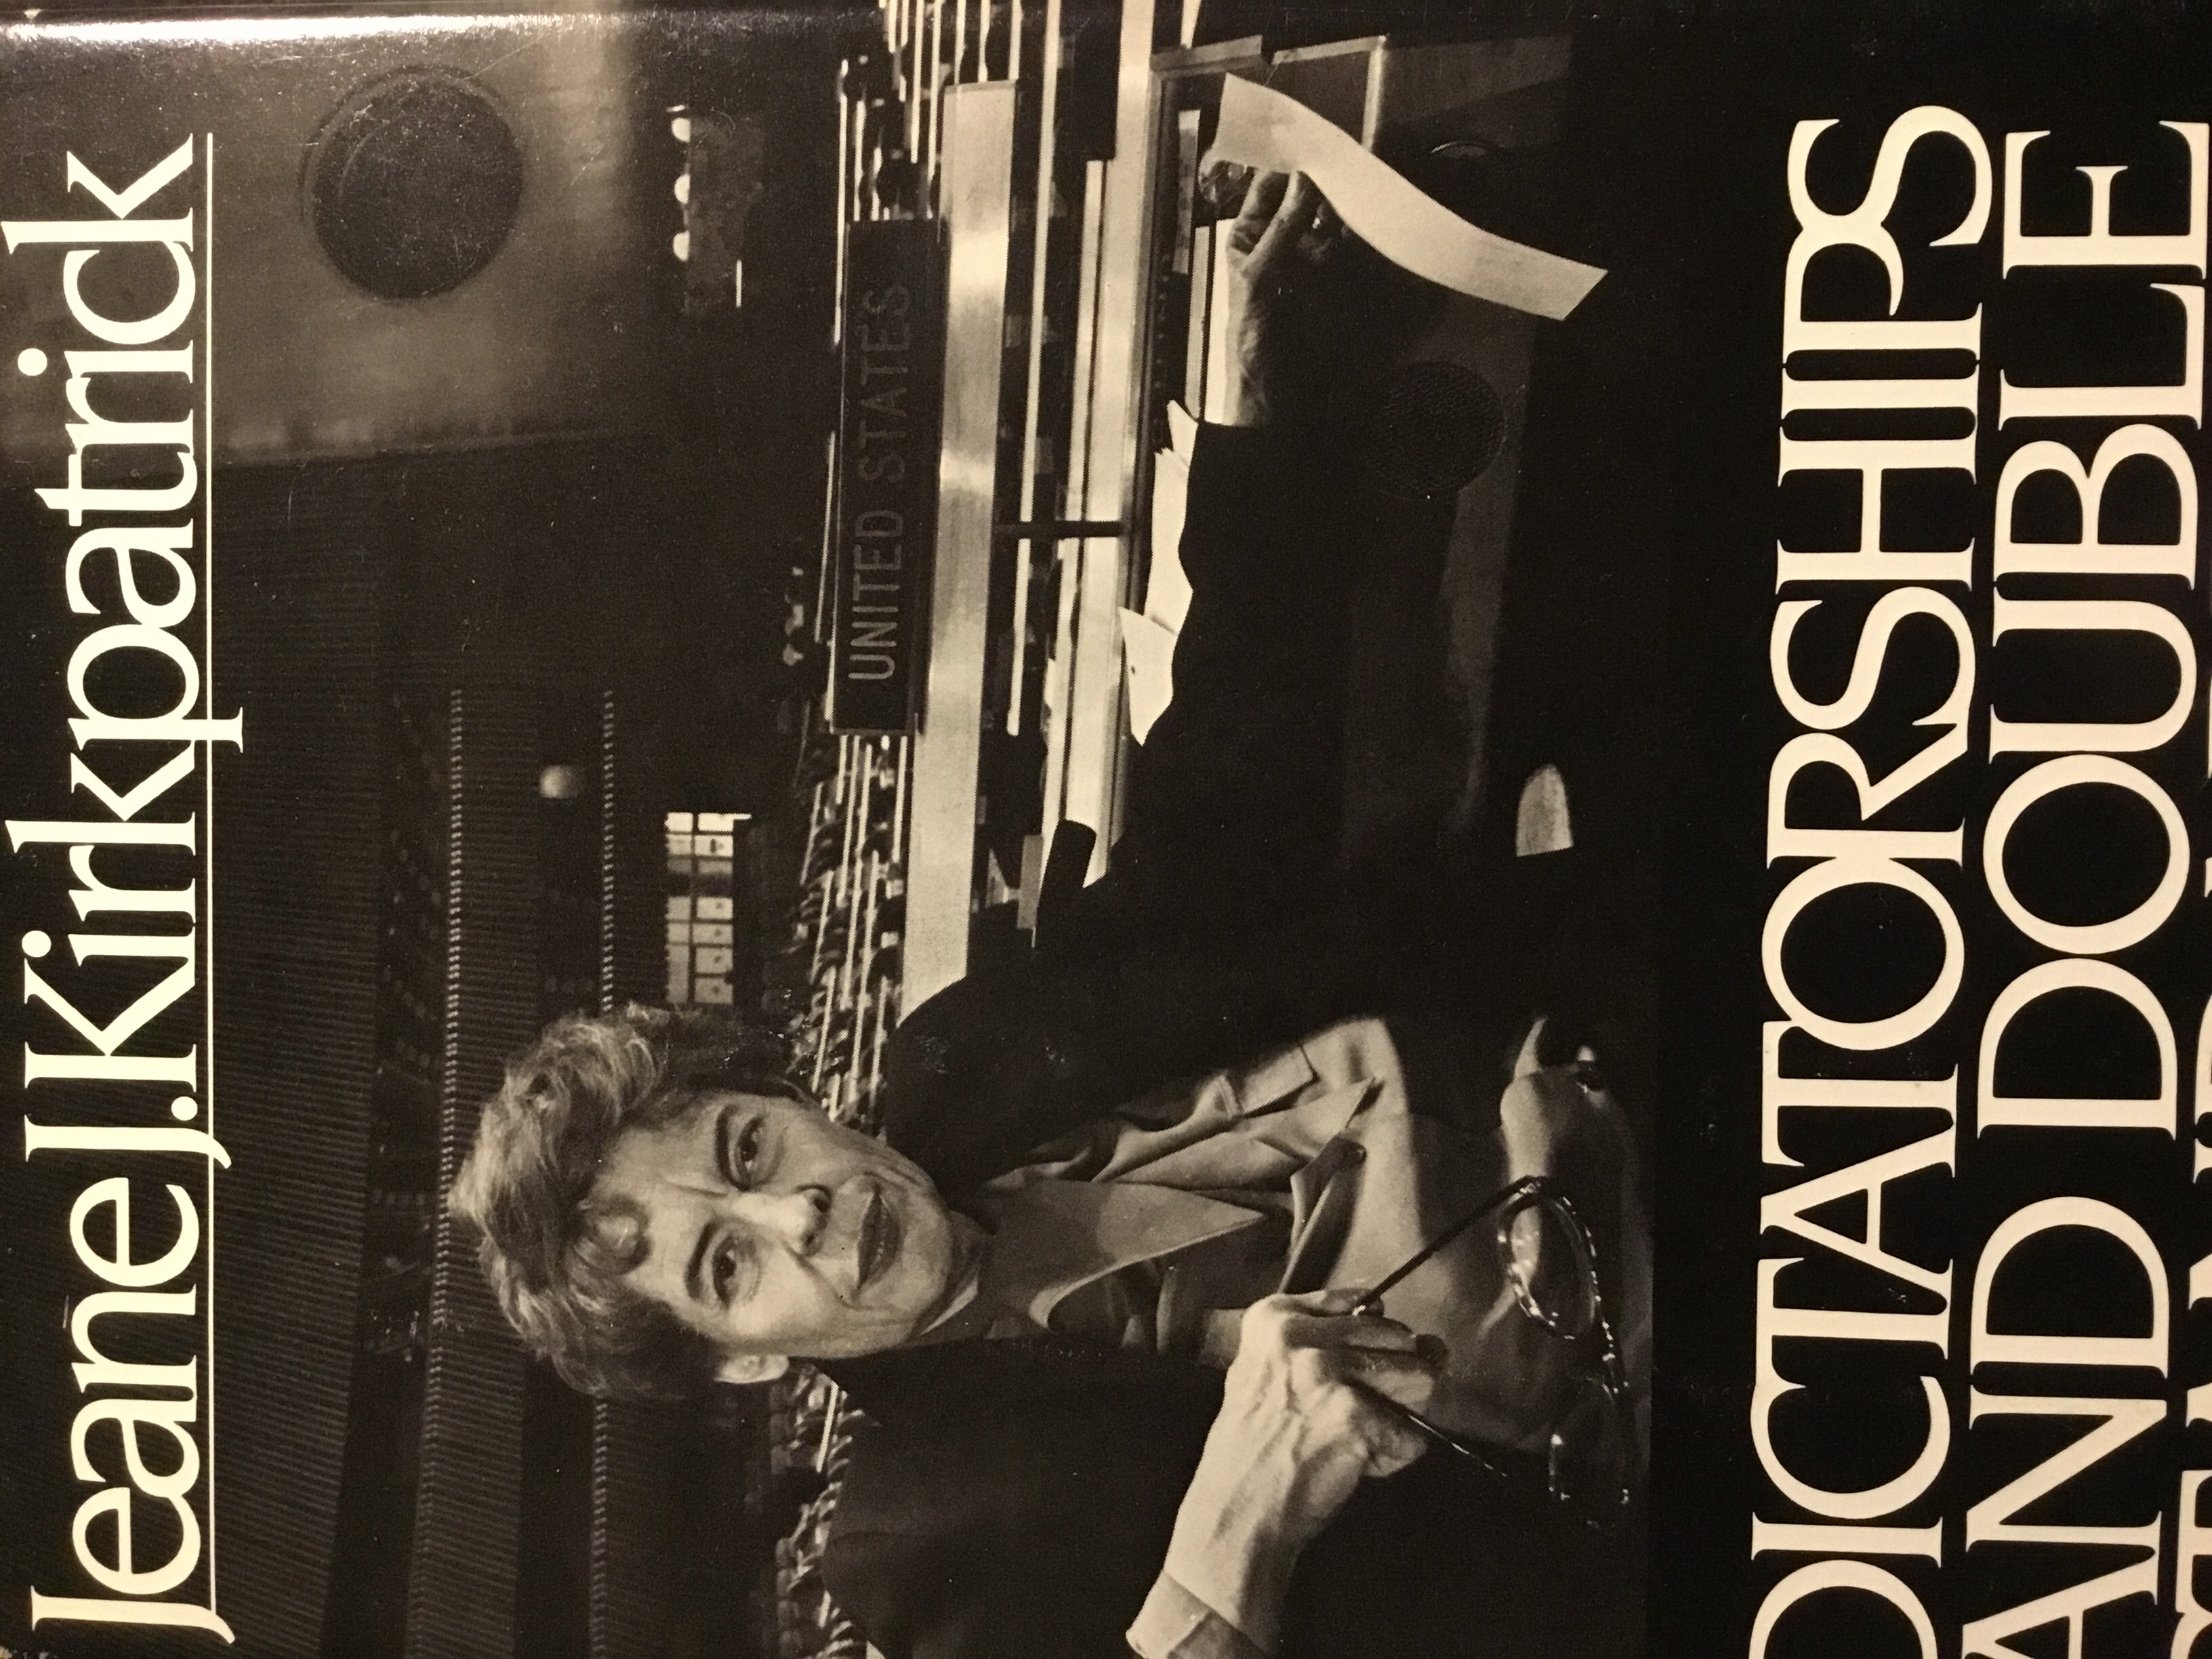 Jeane J. Kirkpatrick
UNITED STATES
DICTATORSHIPS
AND DOUBLE